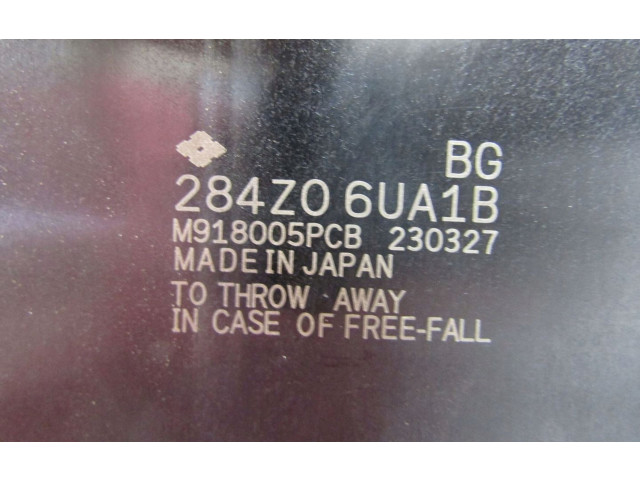 BG
284Z0 6UA1B
M918005PCB 230327
MADE IN JAPAN
TO THROW AWAY
IN CASE OF FREE-FALL